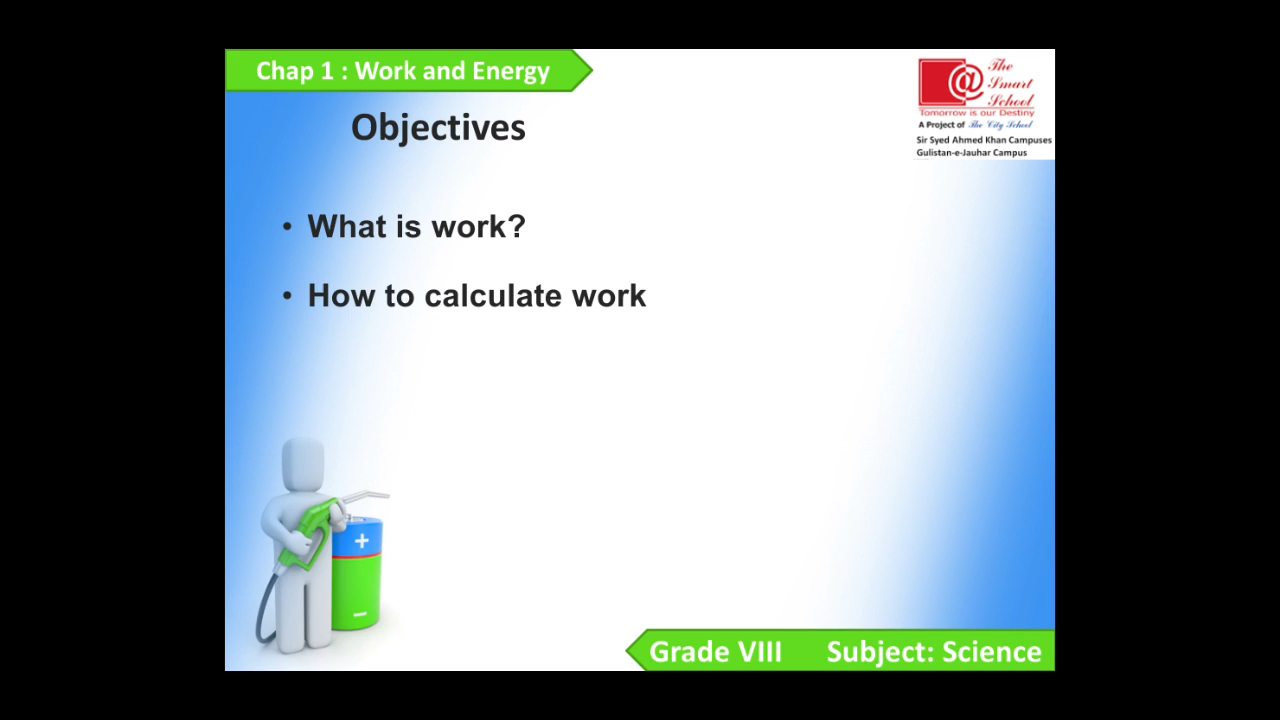 Chap 1 : Work and Energy
The
Smart
School
Tomorrow is our Destiny
A Project of The City School
Sir Syed Ahmed Khan Campuses
Gulistan-e-Jauhar Campus
Objectives
• What is work?
• How to calculate work
Grade VIII Subject: Science